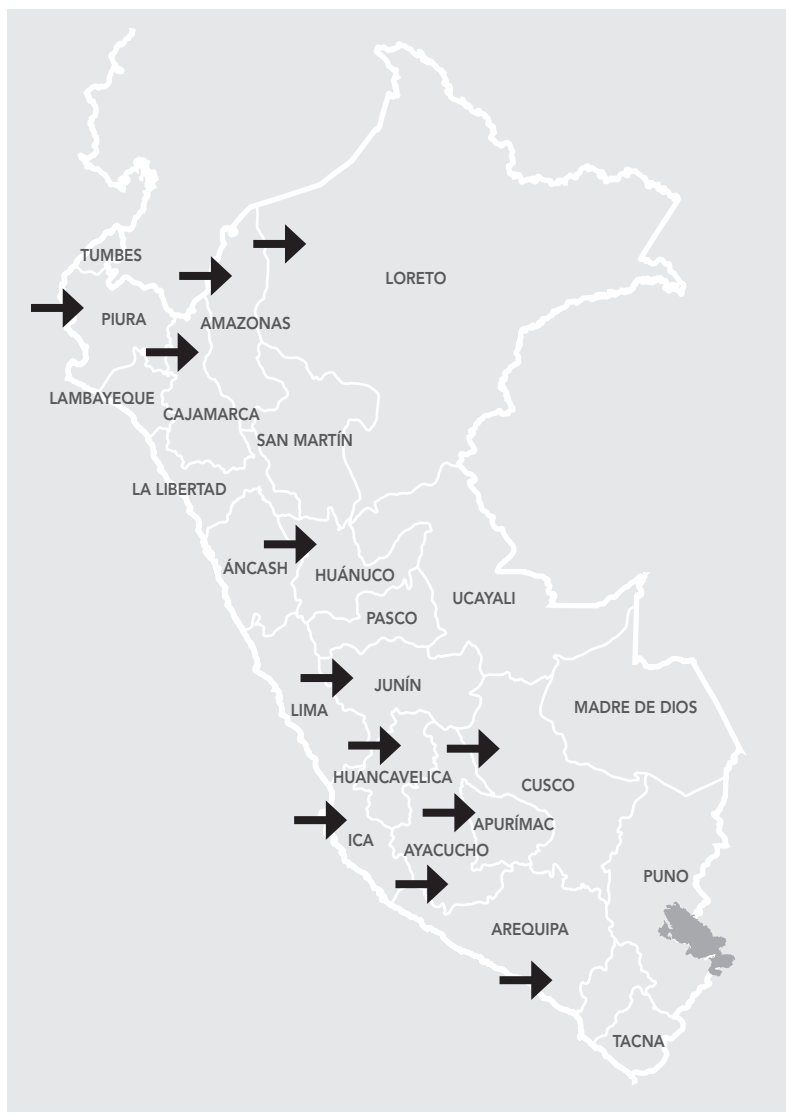 TUMBES
LORETO
PIURA
AMAZONAS
LAMBAYEQUE
CAJAMARCA
SAN MARTÍN
LA LIBERTAD
ÁNCASH
HUÁNUCO
UCAYALI
PASCO
JUNÍN
MADRE DE DIOS
LIMA
HUANCAVELICA
CUSCO
APURÍMAC
ICA
AYACUCHO
PUNO
AREQUIPA
TACNA